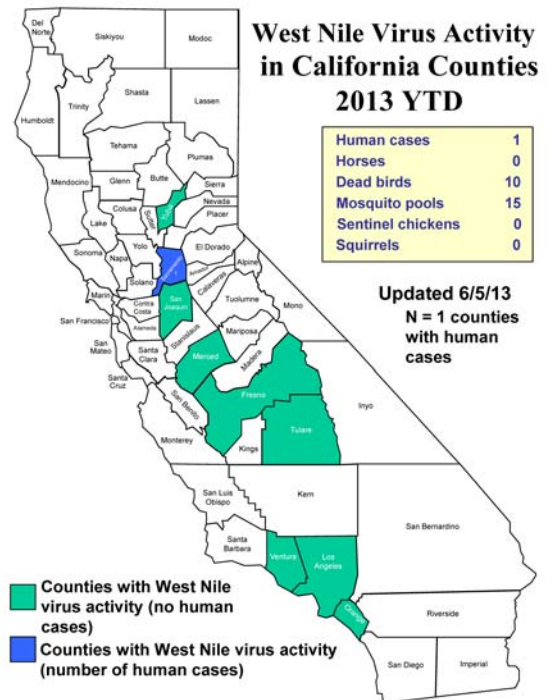 West Nile Virus Activity
in California Counties
2013 YTD
Human cases 1
Horses 0
Dead birds 10
Mosquito pools 15
Sentinel chickens 0
Squirrels 0
Updated 6/5/13
N = 1 counties
with human
cases
Del
Norte
Siskiyou
Modoc
Humboldt
Trinity
Shasta
Lassen
Tehama
Plumas
Mendocino
Glenn
Butte
Sierra
Colusa
Sutter
Yuba
Nevada
Placer
Lake
Sonoma
Napa
Yolo
El Dorado
Alpine
Sacramento
1
Amador
Solano
Marin
Contra
Costa
San
Joaquin
Calaveras
Tuolumne
Mono
San Francisco
Alameda
San
Mateo
Santa
Clara
Stanislaus
Mariposa
Santa
Cruz
Merced
Madera
San Benito
Fresno
Inyo
Monterey
Kings
Tulare
San Luis
Obispo
Kern
San Bernardino
Santa
Barbara
Ventura
Los
Angeles
Orange
Riverside
San Diego
Imperial
Counties with West Nile
virus activity (no human
cases)
Counties with West Nile virus activity
(number of human cases)